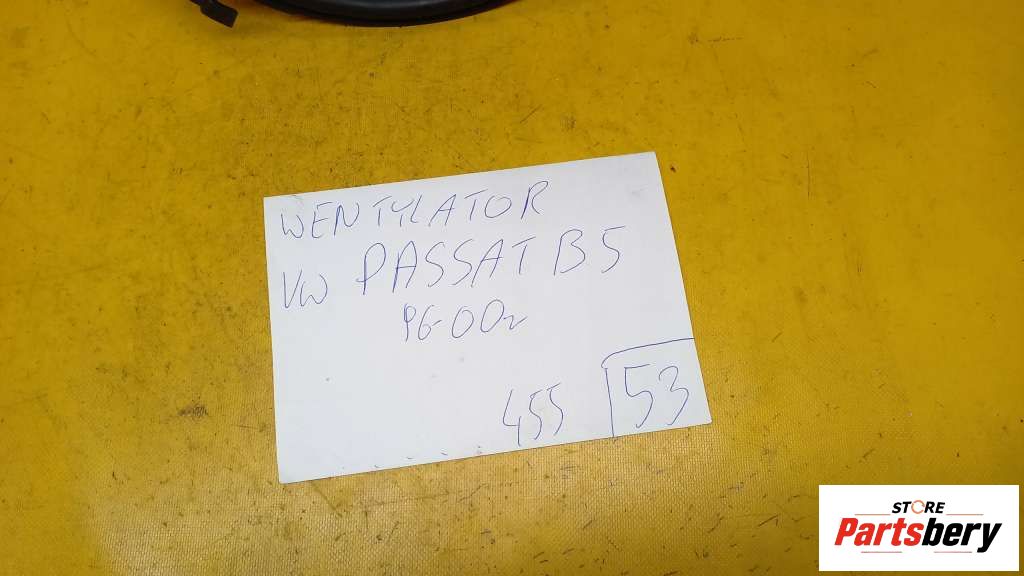 WENTYLATOR
VW PASSAT B5
96-00r
455 53
STORE
Partsbery